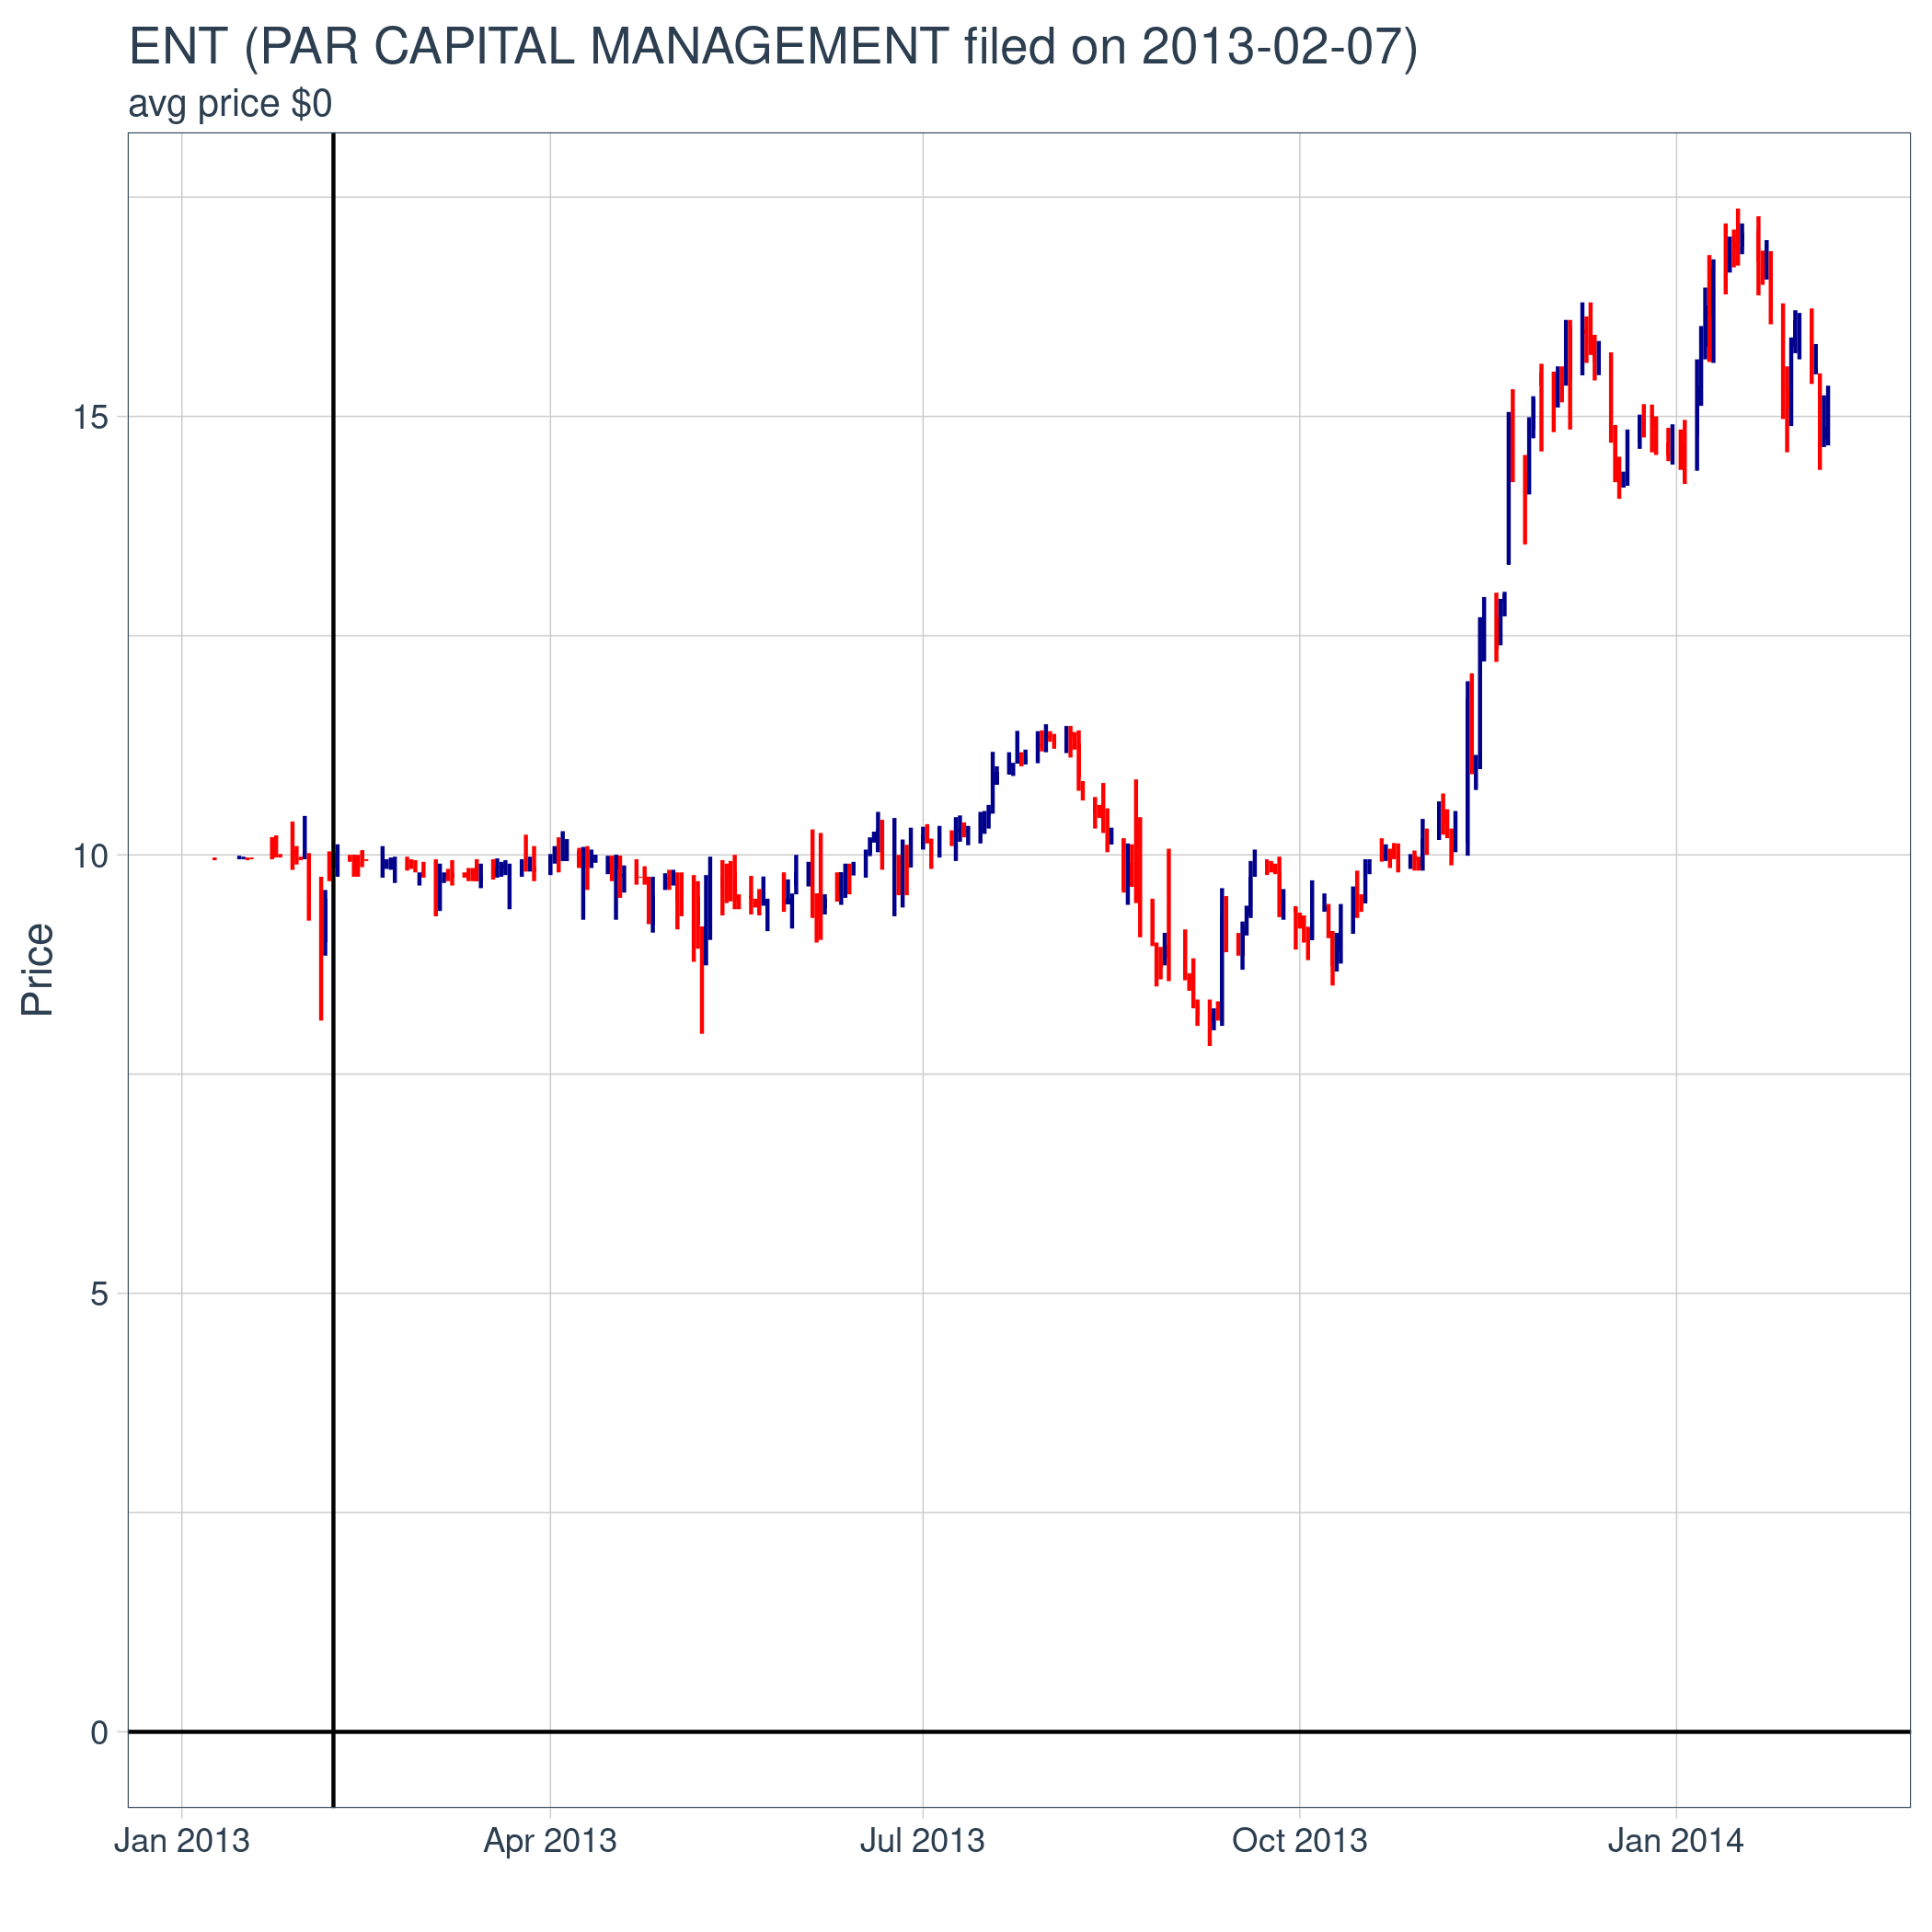 ENT (PAR CAPITAL MANAGEMENT filed on 2013-02-07)
avg price $0
Price
15
10
5
0
Jan 2013
Apr 2013
Jul 2013
Oct 2013
Jan 2014